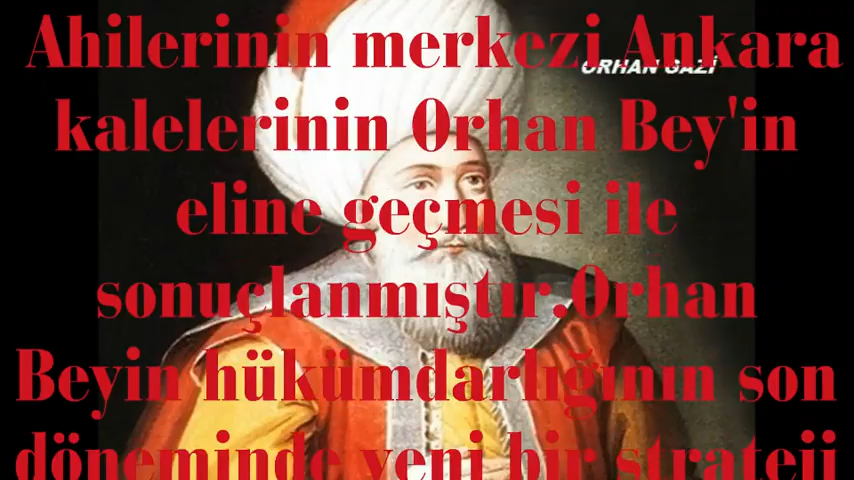 Ahilerinin merkezi Ankara
ORHAN GAZİ
kalelerinin Orhan Bey'in
eline geçmesi ile
sonuçlanmıştır.Orhan
Beyin hükümdarlığının son
döneminde yeni bir strateji